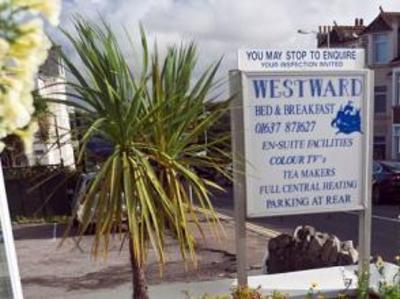 YOU MAY STOP TO ENQUIRE
YOUR INSPECTION INVITED
WESTWARD
BED & BREAKFAST
01637 871627
EN-SUITE FACILITIES
COLOUR TV's
TEA MAKERS
FULL CENTRAL HEATING
PARKING AT REAR